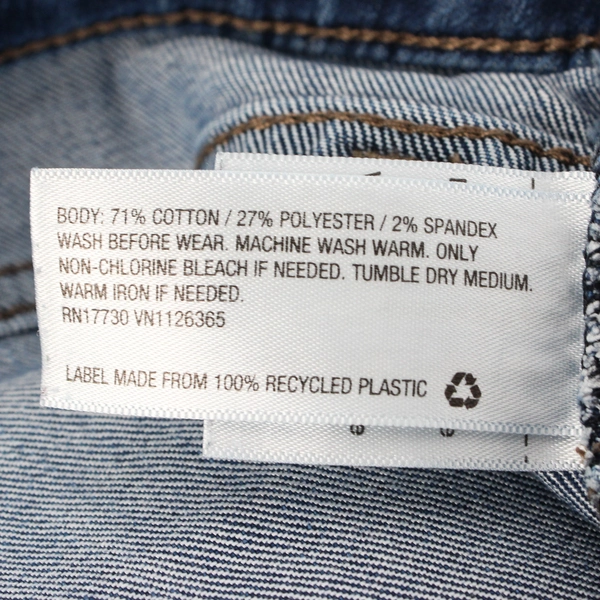 BODY: 71% COTTON / 27% POLYESTER / 2% SPANDEX
WASH BEFORE WEAR. MACHINE WASH WARM. ONLY
NON-CHLORINE BLEACH IF NEEDED. TUMBLE DRY MEDIUM.
WARM IRON IF NEEDED.
RN17730 VN1126365
LABEL MADE FROM 100% RECYCLED PLASTIC